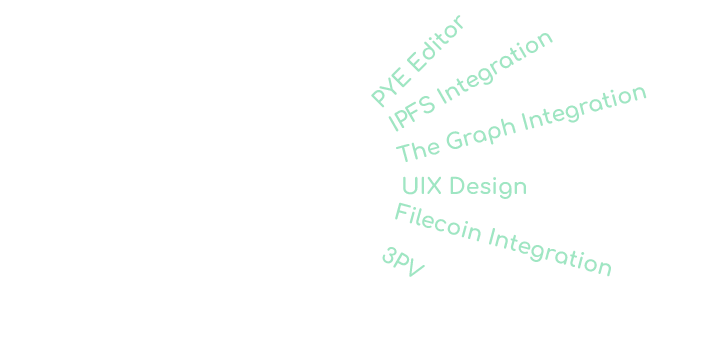 PYE Editor
IPFS Integration
The Graph Integration
UIX Design
Filecoin Integration
3PV